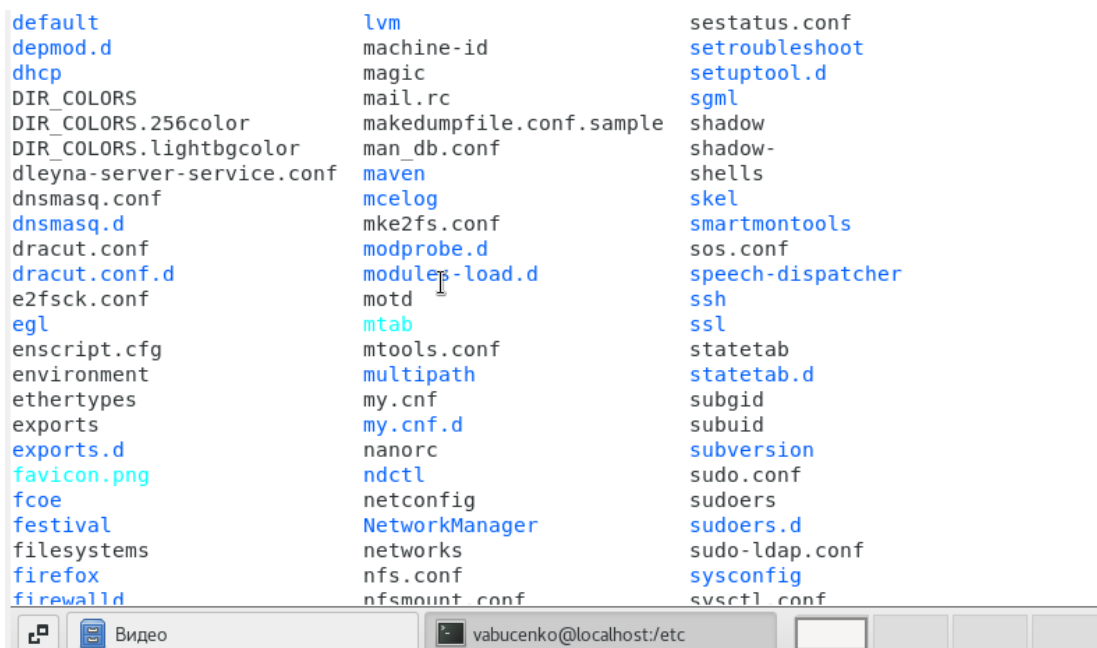 default lvm sestatus.conf
depmod.d machine-id setroubleshoot
dhcp magic setuptool.d
DIR_COLORS mail.rc sgml
DIR_COLORS.256color makedumpfile.conf.sample shadow
DIR_COLORS.lightbgcolor man_db.conf shadow-
dleyna-server-service.conf maven shells
dnsmasq.conf mcelog skel
dnsmasq.d mke2fs.conf smartmontools
dracut.conf modprobe.d sos.conf
dracut.conf.d modules-load.d speech-dispatcher
e2fsck.conf motd ssh
egl mtab ssl
enscript.cfg mtools.conf statetab
environment multipath statetab.d
ethertypes my.cnf subgid
exports my.cnf.d subuid
exports.d nanorc subversion
favicon.png ndctl sudo.conf
fcoe netconfig sudoers
festival NetworkManager sudoers.d
filesystems networks sudo-ldap.conf
firefox nfs.conf sysconfig
firewalld nfsmount.conf sysctl.conf
Видео vabucenko@localhost:/etc